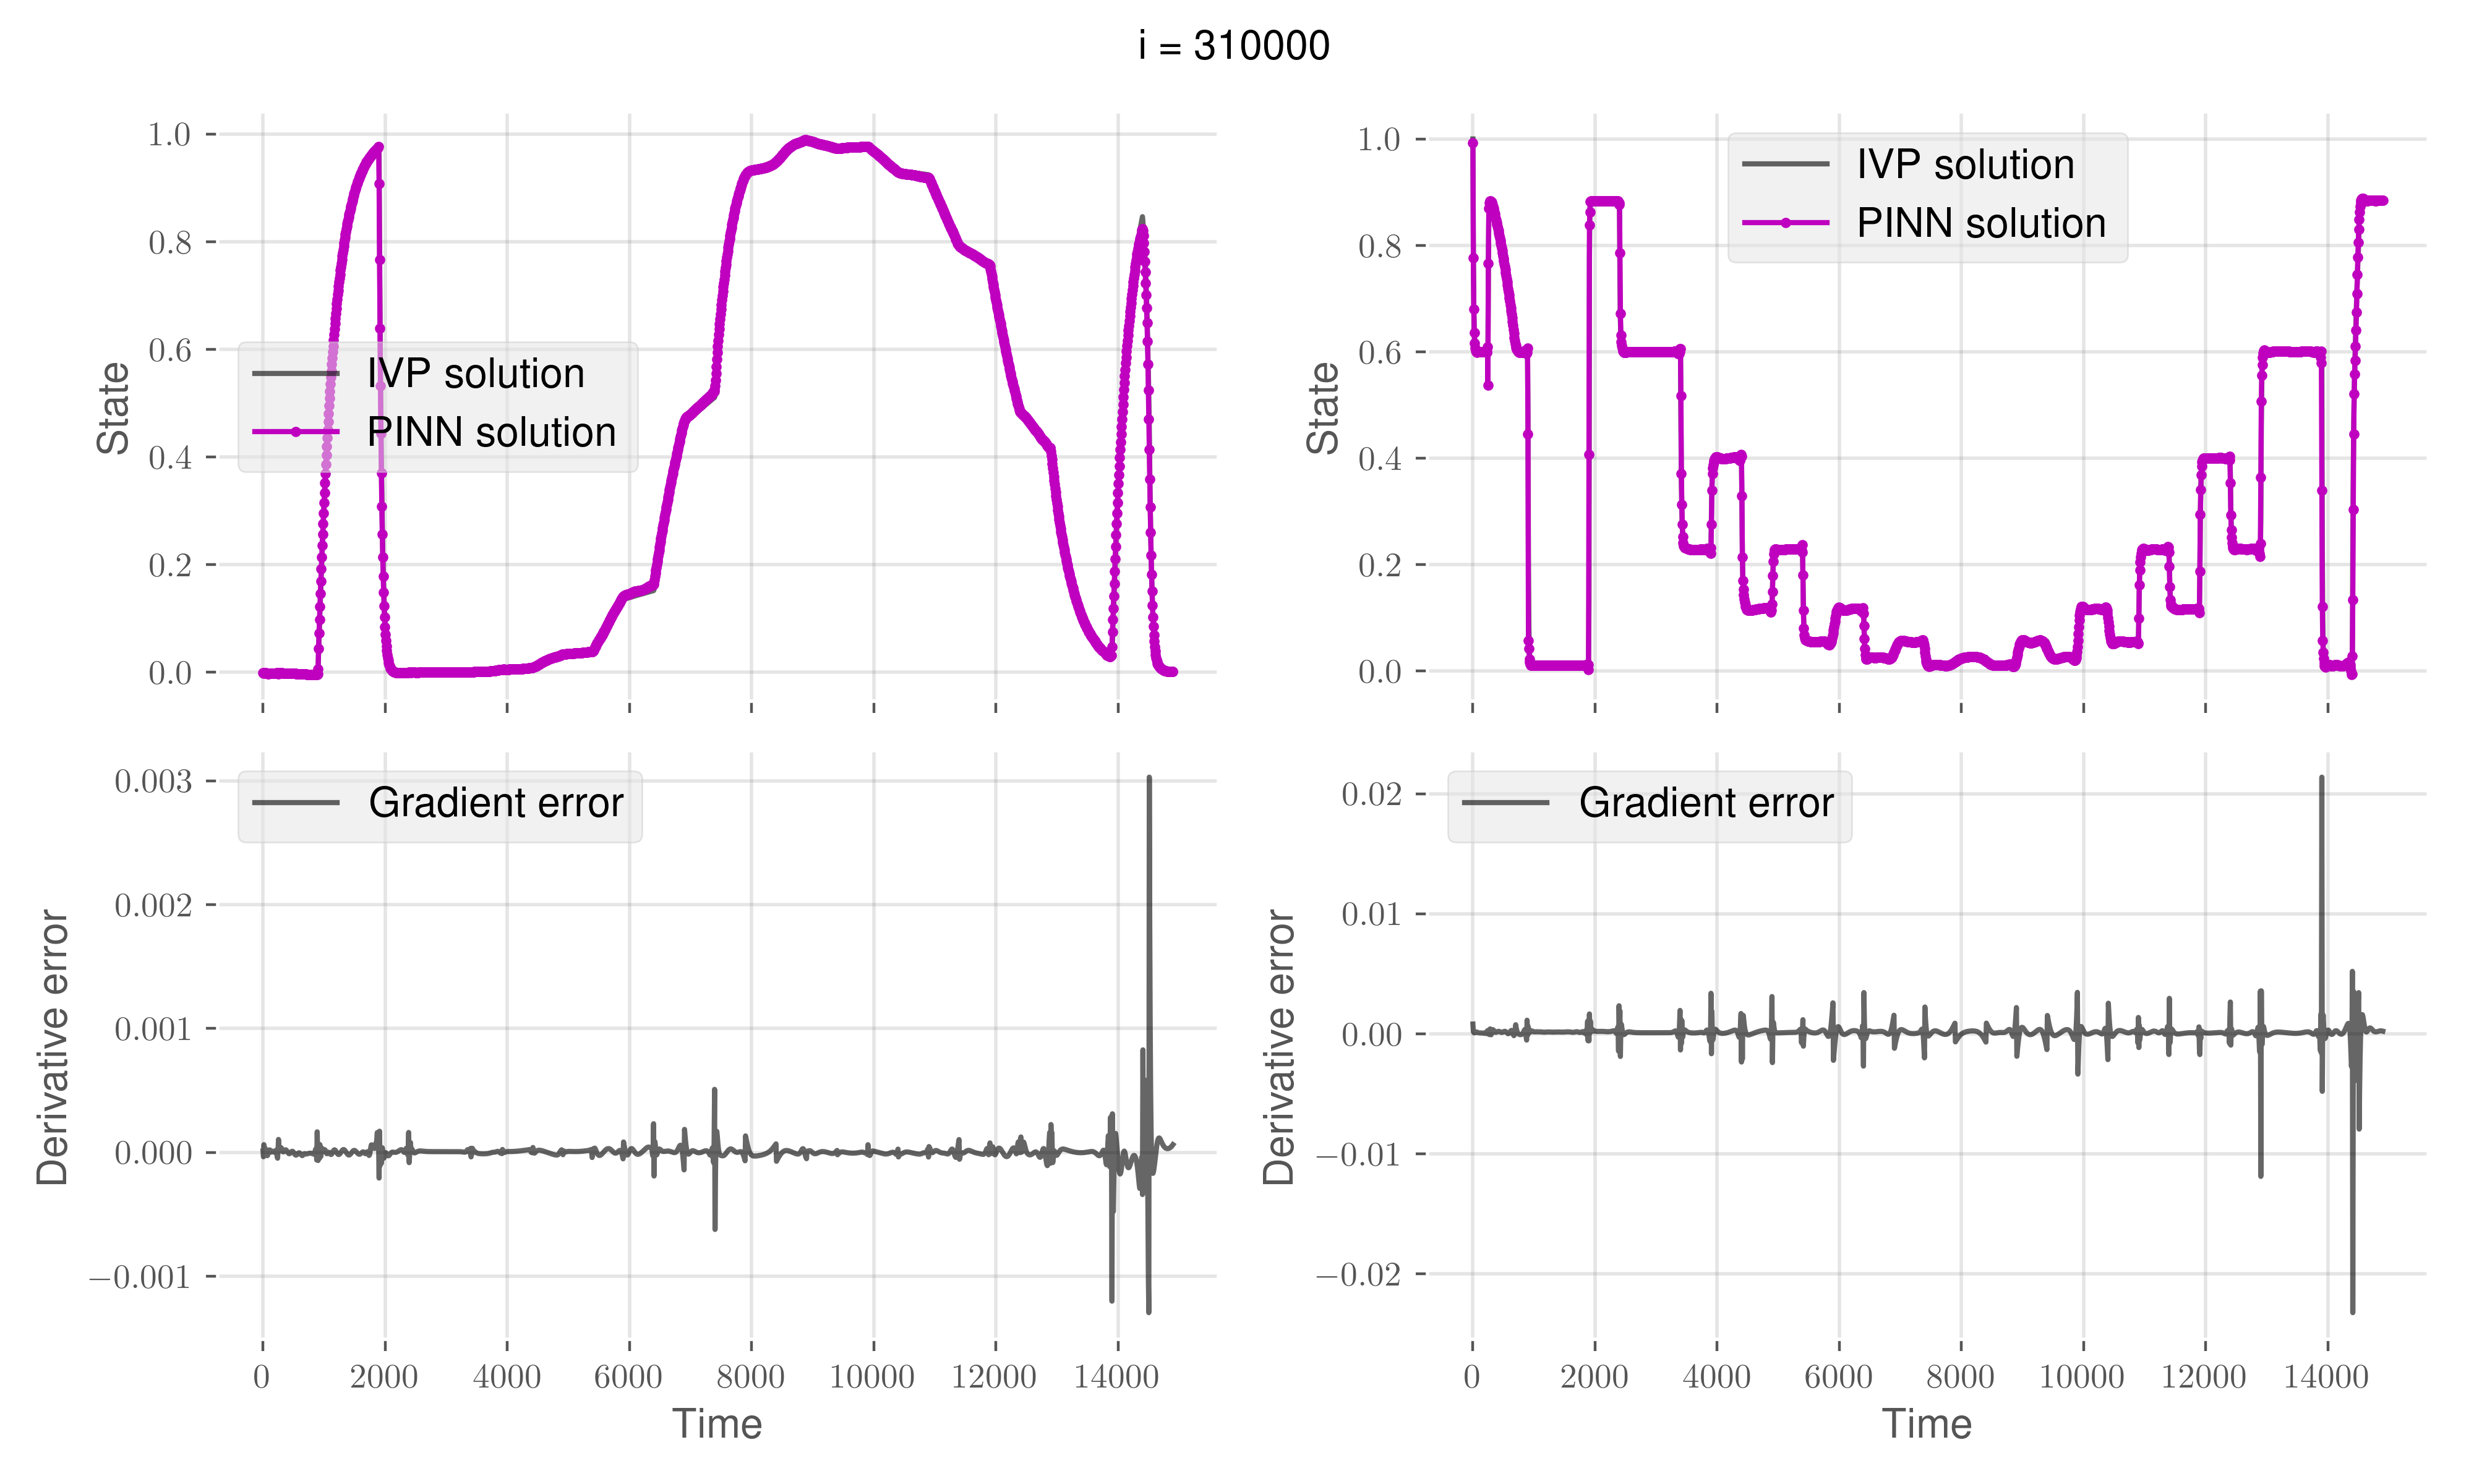 i = 310000
1.0
0.8
0.6
0.4
0.2
0.0
State
IVP solution
PINN solution
1.0
0.8
0.6
0.4
0.2
0.0
State
IVP solution
PINN solution
0.003
0.002
0.001
0.000
−0.001
Derivative error
Gradient error
0 2000 4000 6000 8000 10000 12000 14000
Time
0.02
0.01
0.00
−0.01
−0.02
Derivative error
Gradient error
0 2000 4000 6000 8000 10000 12000 14000
Time